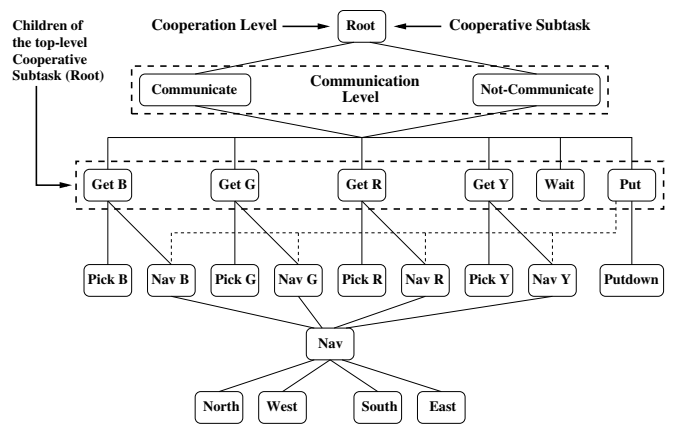 Children of
the top-level
Cooperative
Subtask (Root)
Cooperation Level
Root
Cooperative Subtask
Communicate
Communication
Level
Not-Communicate
Get B
Get G
Get R
Get Y
Wait
Put
Pick B
Nav B
Pick G
Nav G
Pick R
Nav R
Pick Y
Nav Y
Putdown
Nav
North
West
South
East